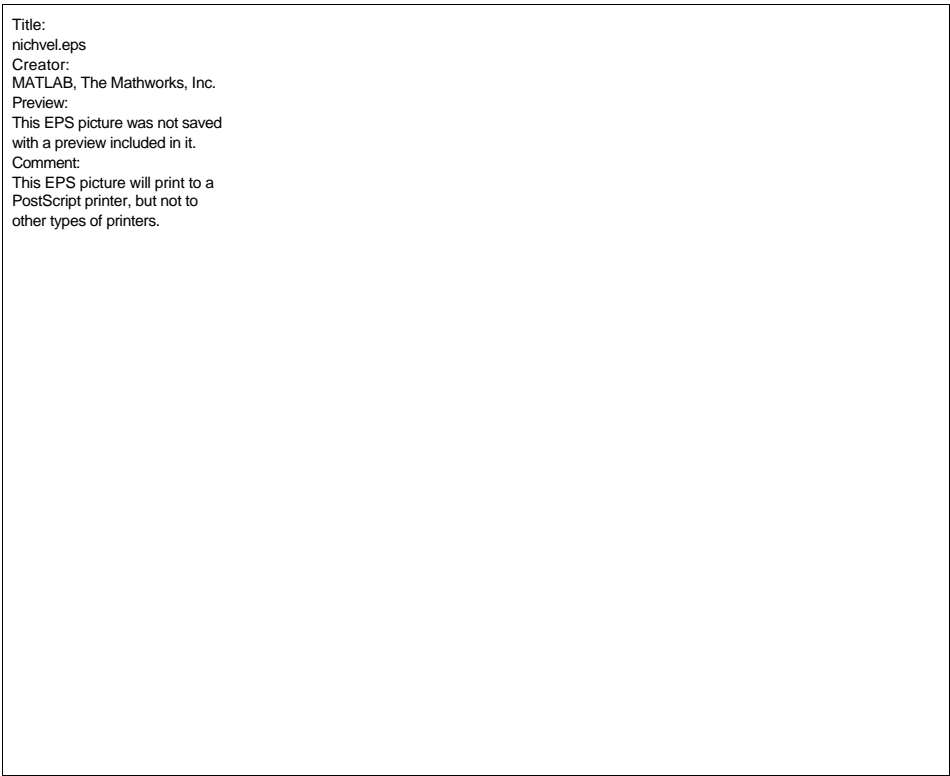 Title:
nichvel.eps
Creator:
MATLAB, The Mathworks, Inc.
Preview:
This EPS picture was not saved
with a preview included in it.
Comment:
This EPS picture will print to a
PostScript printer, but not to
other types of printers.